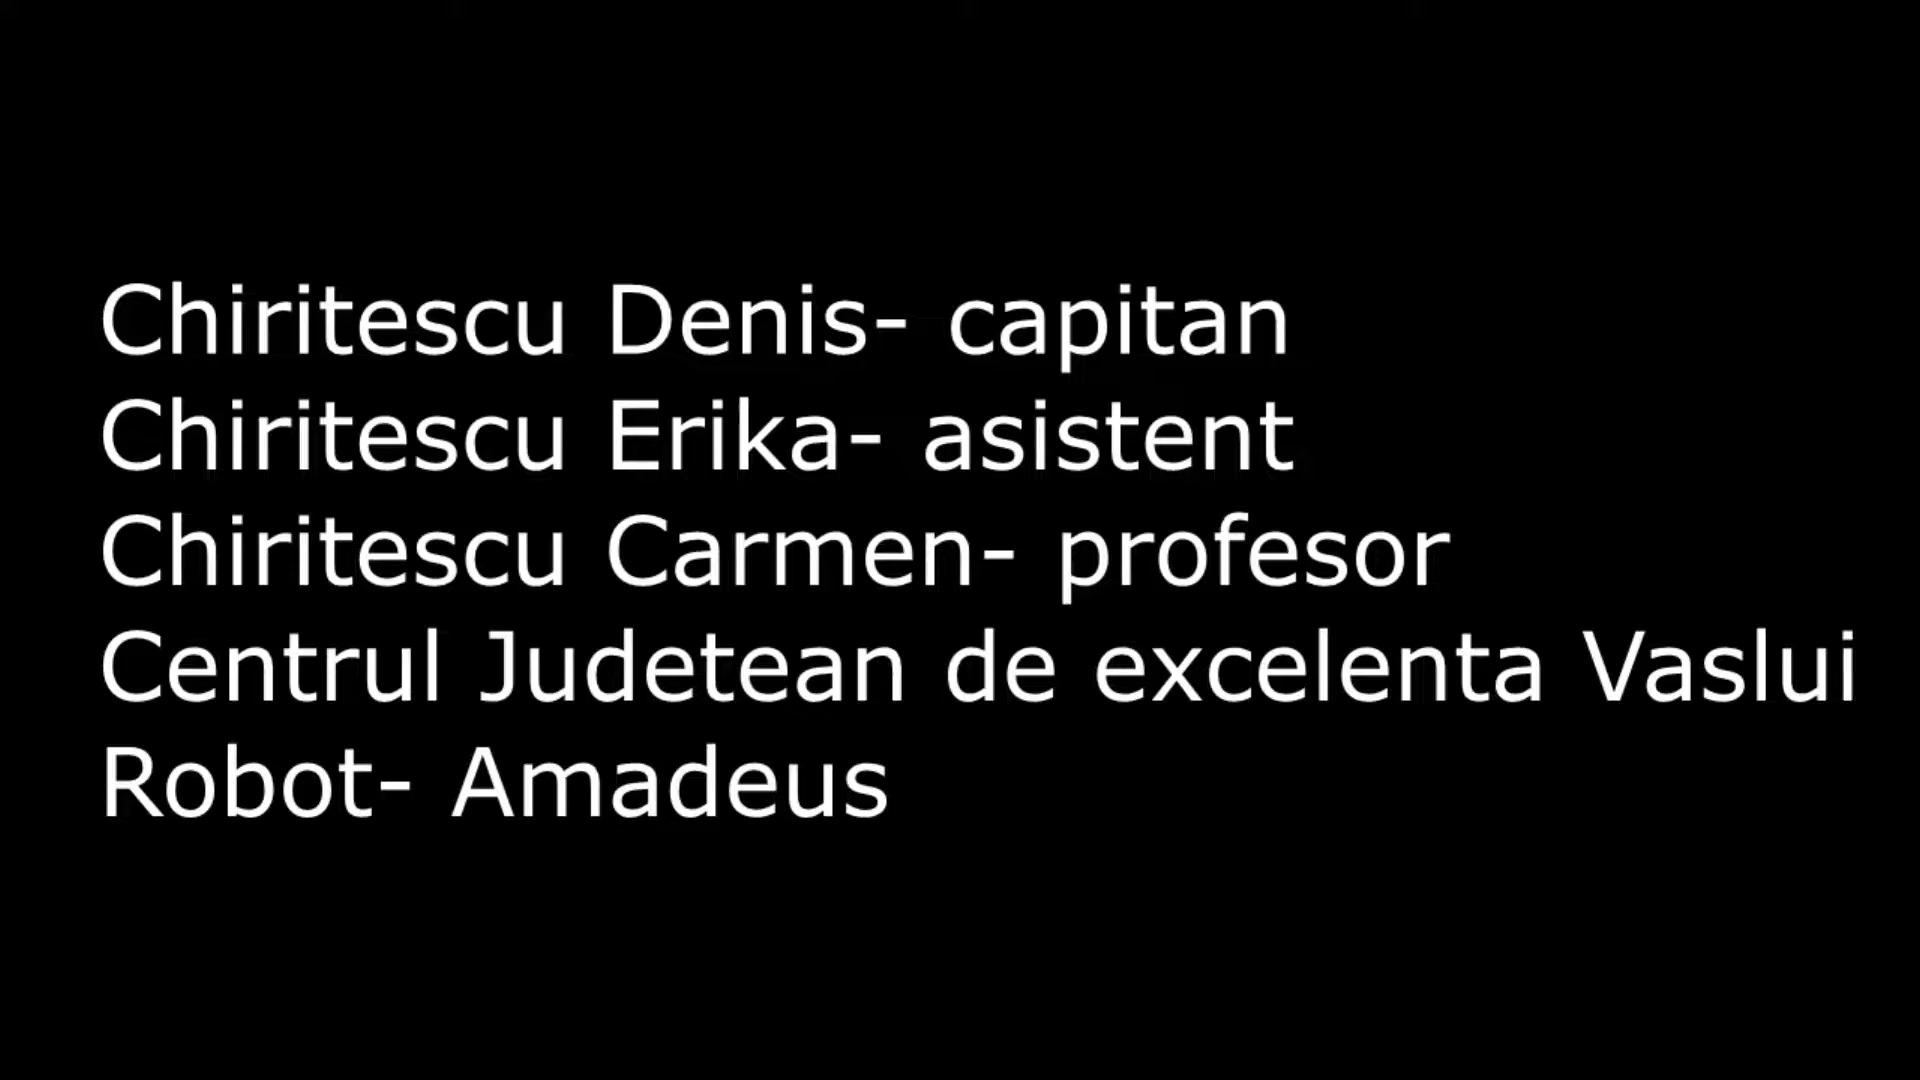 Chiritescu Denis- capitan
Chiritescu Erika- asistent
Chiritescu Carmen- profesor
Centrul Judetean de excelenta Vaslui
Robot- Amadeus